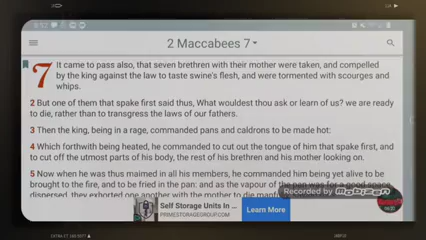 2 Maccabees 7
7 It came to pass also, that seven brethren with their mother were taken, and compelled
by the king against the law to taste swine's flesh, and were tormented with scourges and
whips.
2 But one of them that spake first said thus, What wouldest thou ask or learn of us? we are ready
to die, rather than to transgress the laws of our fathers.
3 Then the king, being in a rage, commanded pans and caldrons to be made hot:
4 Which forthwith being heated, he commanded to cut out the tongue of him that spake first, and
to cut off the utmost parts of his body, the rest of his brethren and his mother looking on.
5 Now when he was thus maimed in all his members, he commanded him being yet alive to be
brought to the fire, and to be fried in the pan: and as the vapour of the pan was for a good space
dispersed, they exhorted one another with the mother to die
Recorded by MOBIZEN
Self Storage Units In ...
PRIMESTORAGEGROUP.COM
Learn More